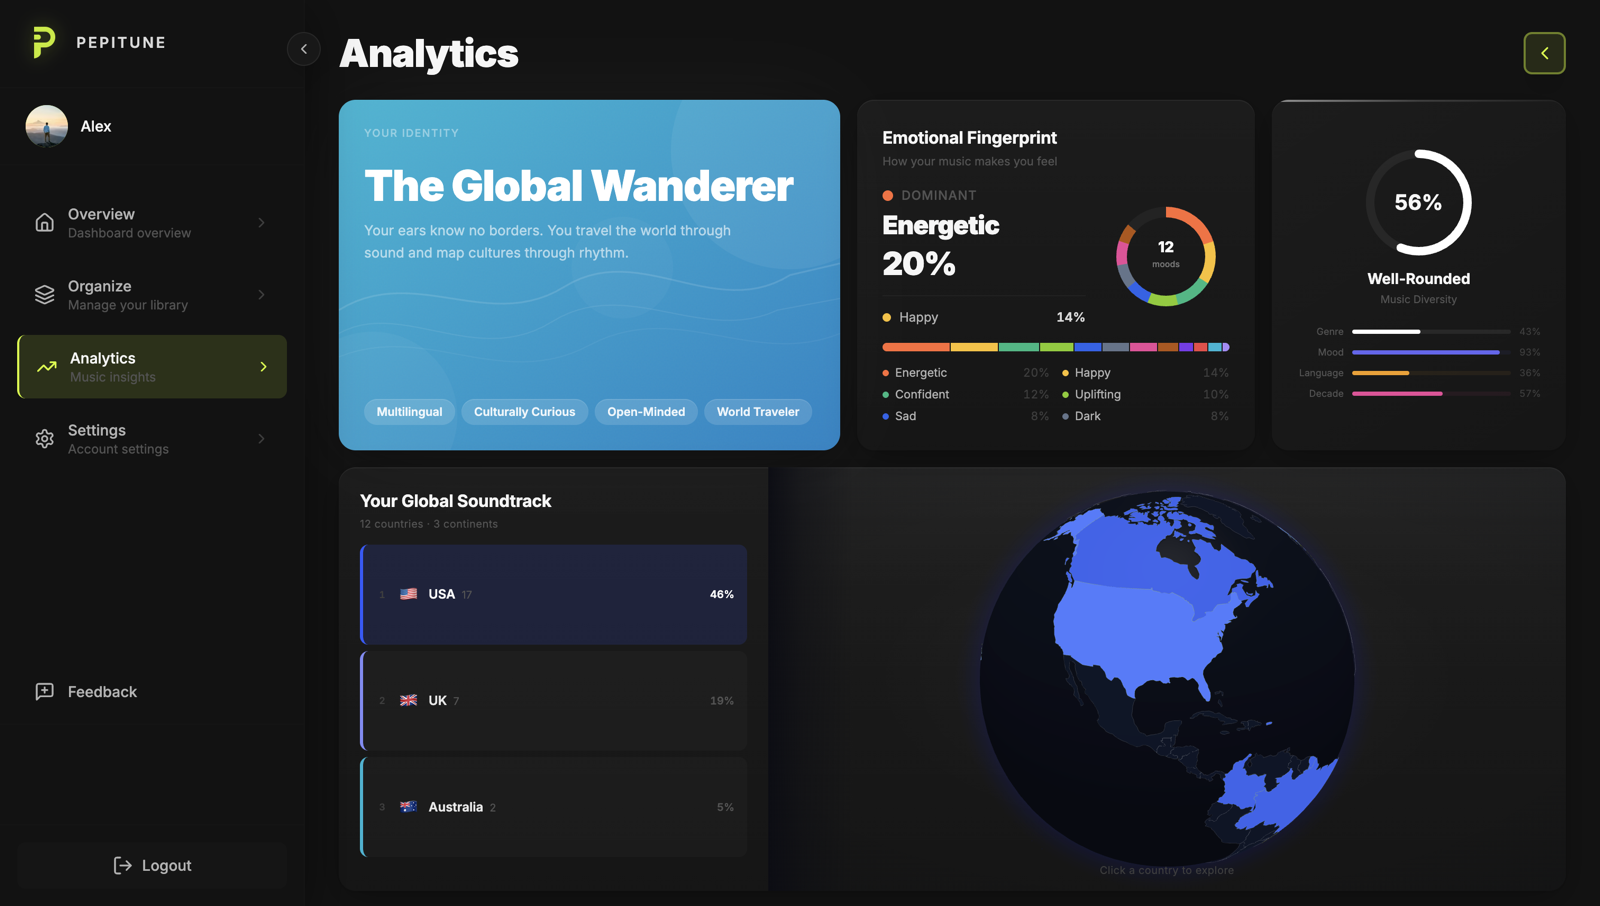 PEPITUNE
Alex
Overview
Dashboard overview
Organize
Manage your library
Analytics
Music insights
Settings
Account settings
Feedback
Logout
Analytics
YOUR IDENTITY
The Global Wanderer
Your ears know no borders. You travel the world through
sound and map cultures through rhythm.
Multilingual
Culturally Curious
Open-Minded
World Traveler
Emotional Fingerprint
How your music makes you feel
DOMINANT
Energetic
20%
12
moods
Happy 14%
Energetic 20%
Happy 14%
Confident 12%
Uplifting 10%
Sad 8%
Dark 8%
56%
Well-Rounded
Music Diversity
Genre 43%
Mood 93%
Language 36%
Decade 57%
Your Global Soundtrack
12 countries · 3 continents
1 USA 17 46%
2 UK 7 19%
3 Australia 2 5%
Click a country to explore